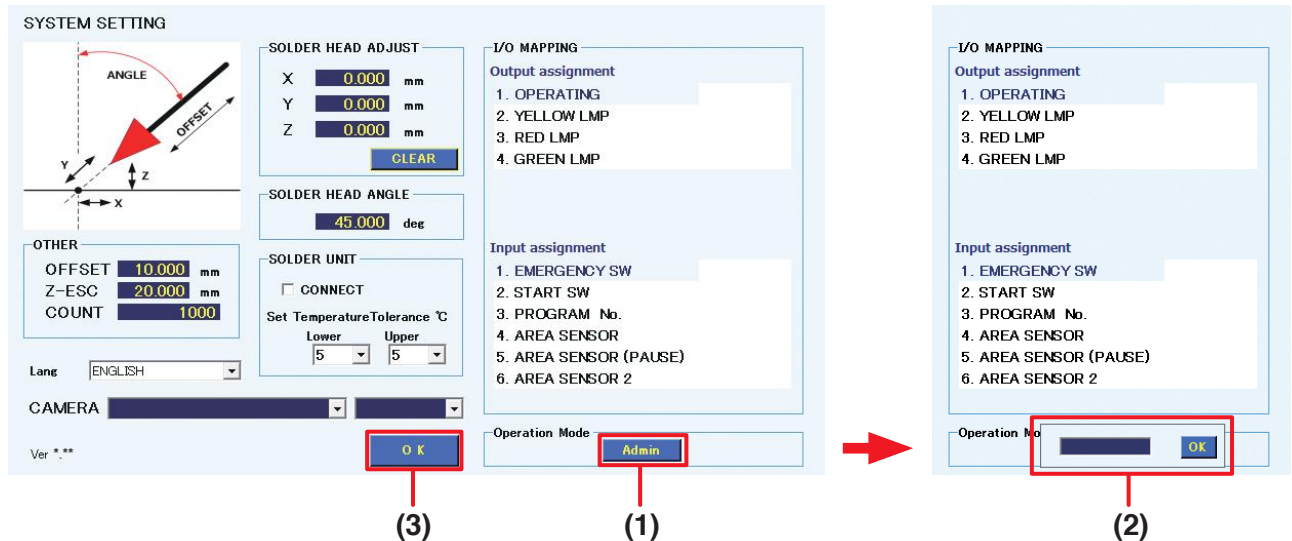 SYSTEM SETTING
ANGLE
OFFSET
Y
Z
X
SOLDER HEAD ADJUST
X 0.000 mm
Y 0.000 mm
Z 0.000 mm
CLEAR
SOLDER HEAD ANGLE
45.000 deg
OTHER
OFFSET 10.000 mm
Z-ESC 20.000 mm
COUNT 1000
SOLDER UNIT
CONNECT
Set TemperatureTolerance ℃
Lower Upper
5 5
Lang ENGLISH
CAMERA
Ver *.**
O K
I/O MAPPING
Output assignment
1. OPERATING
2. YELLOW LMP
3. RED LMP
4. GREEN LMP
Input assignment
1. EMERGENCY SW
2. START SW
3. PROGRAM No.
4. AREA SENSOR
5. AREA SENSOR (PAUSE)
6. AREA SENSOR 2
Operation Mode
Admin
(3)
(1)
I/O MAPPING
Output assignment
1. OPERATING
2. YELLOW LMP
3. RED LMP
4. GREEN LMP
Input assignment
1. EMERGENCY SW
2. START SW
3. PROGRAM No.
4. AREA SENSOR
5. AREA SENSOR (PAUSE)
6. AREA SENSOR 2
Operation Mo
OK
(2)